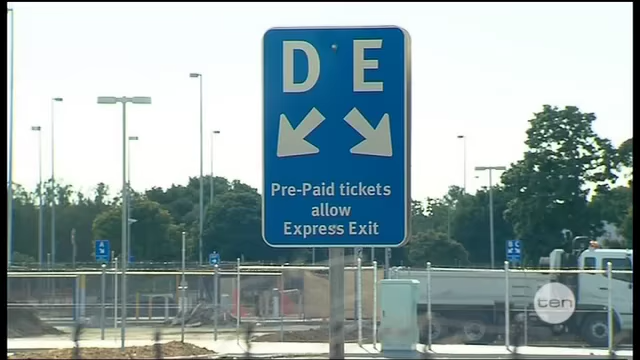 D E
Pre-Paid tickets
allow
Express Exit
ten